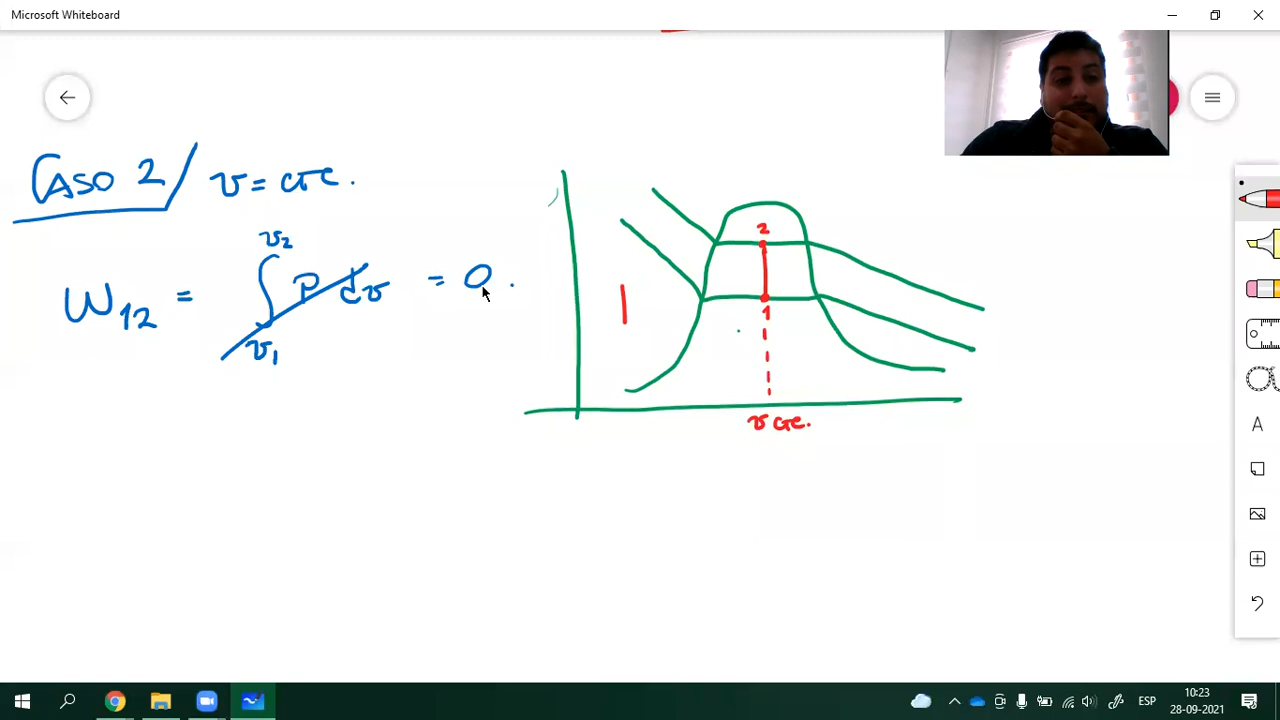 Microsoft Whiteboard
CASO 2/ v = cte.
W12 = ∫ v1 v2 P dv = 0.
2
1
v cte.
A
ESP
10:23
28-09-2021